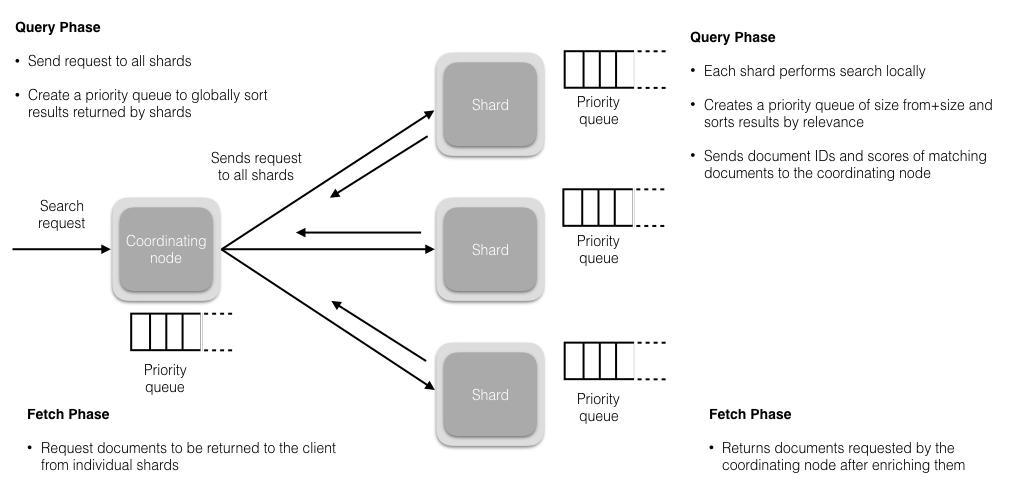 Query Phase
• Send request to all shards
• Create a priority queue to globally sort
results returned by shards
Sends request
to all shards
Search
request
Coordinating
node
Priority
queue
Fetch Phase
• Request documents to be returned to the client
from individual shards
Shard
Priority
queue
Shard
Priority
queue
Shard
Priority
queue
Query Phase
• Each shard performs search locally
• Creates a priority queue of size from+size and
sorts results by relevance
• Sends document IDs and scores of matching
documents to the coordinating node
Fetch Phase
• Returns documents requested by the
coordinating node after enriching them